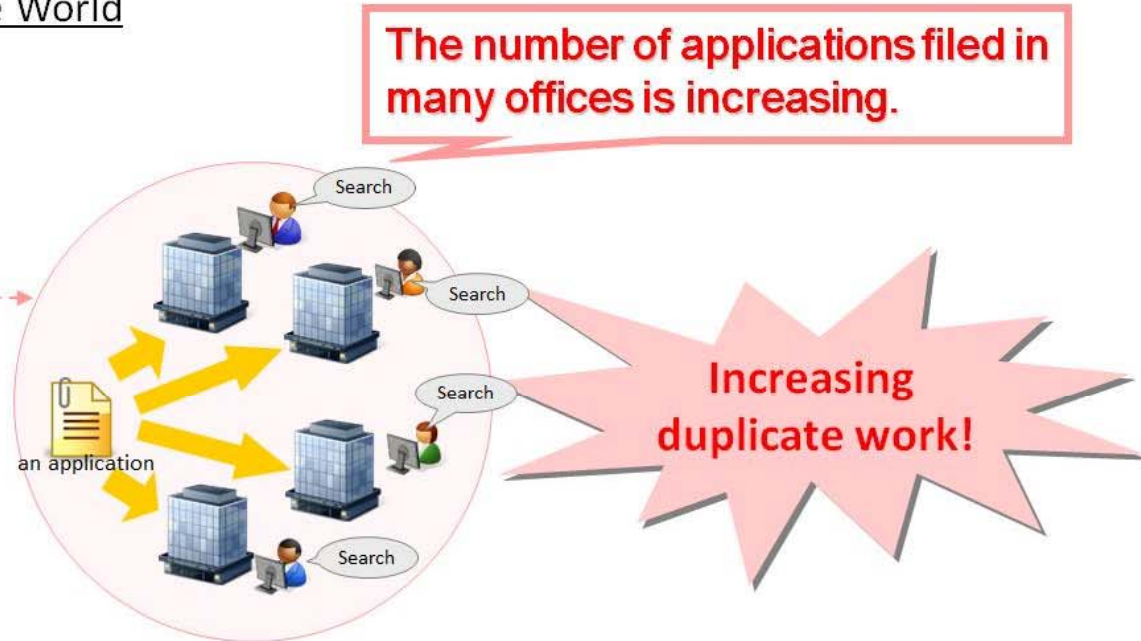 e World
The number of applications filed in
many offices is increasing.
Search
Search
Search
an application
Search
Increasing
duplicate work!